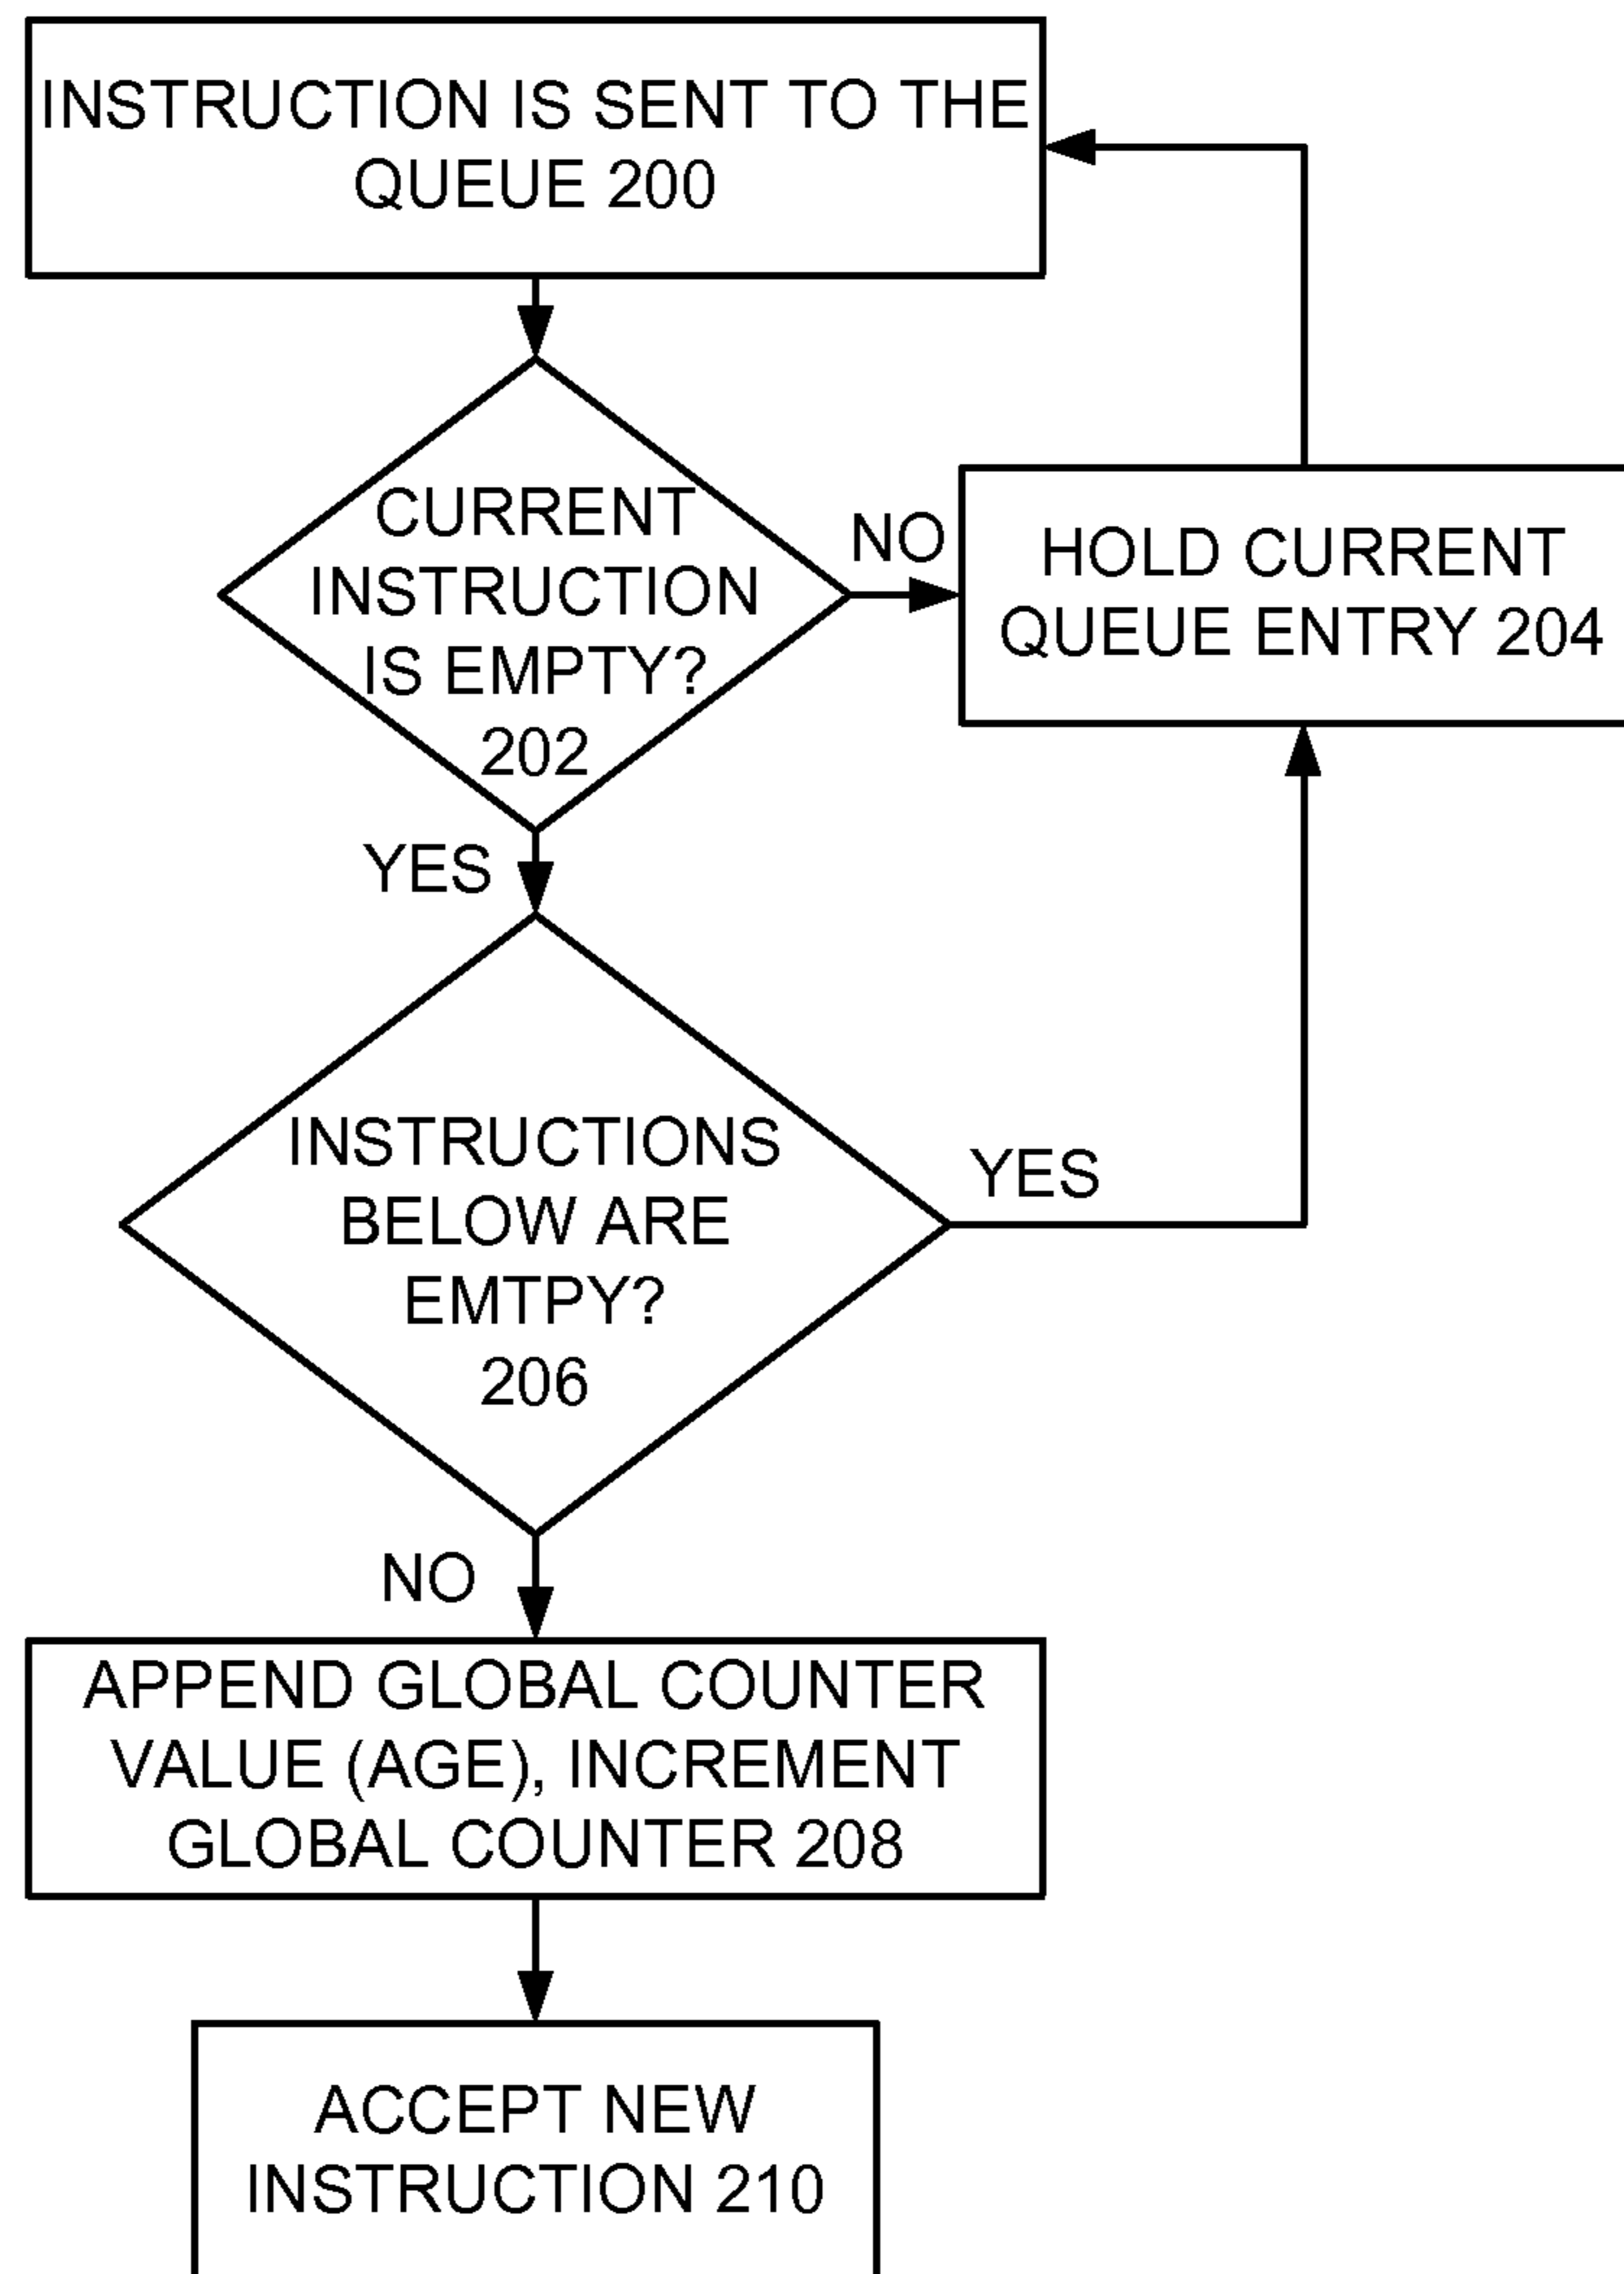 INSTRUCTION IS SENT TO THE
QUEUE 200
CURRENT
INSTRUCTION
IS EMPTY?
202
NO
HOLD CURRENT
QUEUE ENTRY 204
YES
INSTRUCTIONS
BELOW ARE
EMTPY?
206
YES
NO
APPEND GLOBAL COUNTER
VALUE (AGE), INCREMENT
GLOBAL COUNTER 208
ACCEPT NEW
INSTRUCTION 210